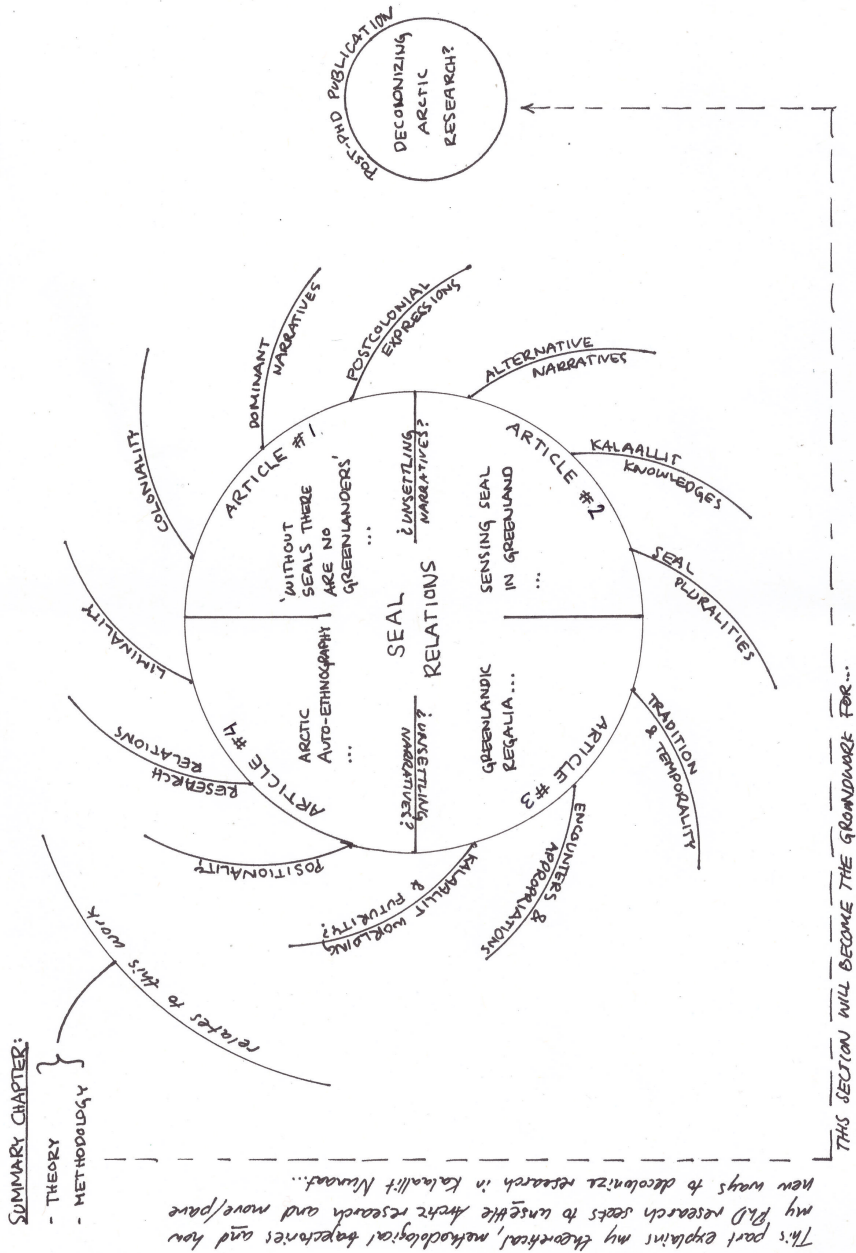 SUMMARY CHAPTER:
- THEORY
- METHODOLOGY
relates to this work
This part explains my theoretical, methodological trajectories and how
my PhD research seeks to unsettle Arctic research and move/pave
new ways to decolonize research in Kalaallit Nunaat...
THIS SECTION WILL BECOME THE GROUNDWORK FOR...
POST-PHD PUBLICATION
DECOLONIZING
ARCTIC
RESEARCH?
SEAL
RELATIONS
¿UNSETTLING
NARRATIVES?
¿UNSETTLING
NARRATIVES?
ARTICLE #1
'WITHOUT
SEALS THERE
ARE NO
GREENLANDERS'
...
COLONIALITY
DOMINANT
NARRATIVES
POSTCOLONIAL
EXPRESSIONS
ARTICLE #2
SENSING SEAL
IN GREENLAND
...
ALTERNATIVE
NARRATIVES
KALAALLIT
KNOWLEDGES
SEAL
PLURALITIES
ARTICLE #3
GREENLANDIC
REGALIA...
TRADITION
& TEMPORALITY
ENCOUNTERS &
APPROPRIATIONS
KALAALLIT WORLDING
& FUTURITY?
ARTICLE #4
ARCTIC
AUTO-ETHNOGRAPHY
...
POSITIONALITY
RESEARCH
RELATIONS
LIMINALITY